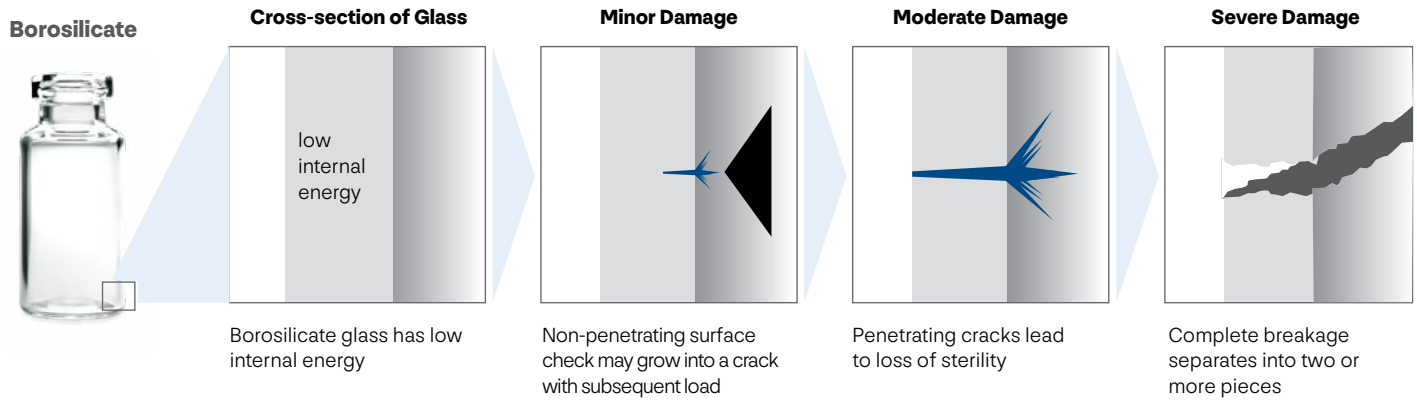 Borosilicate
Cross-section of Glass
low
internal
energy
Borosilicate glass has low
internal energy
Minor Damage
Non-penetrating surface
check may grow into a crack
with subsequent load
Moderate Damage
Penetrating cracks lead
to loss of sterility
Severe Damage
Complete breakage
separates into two or
more pieces